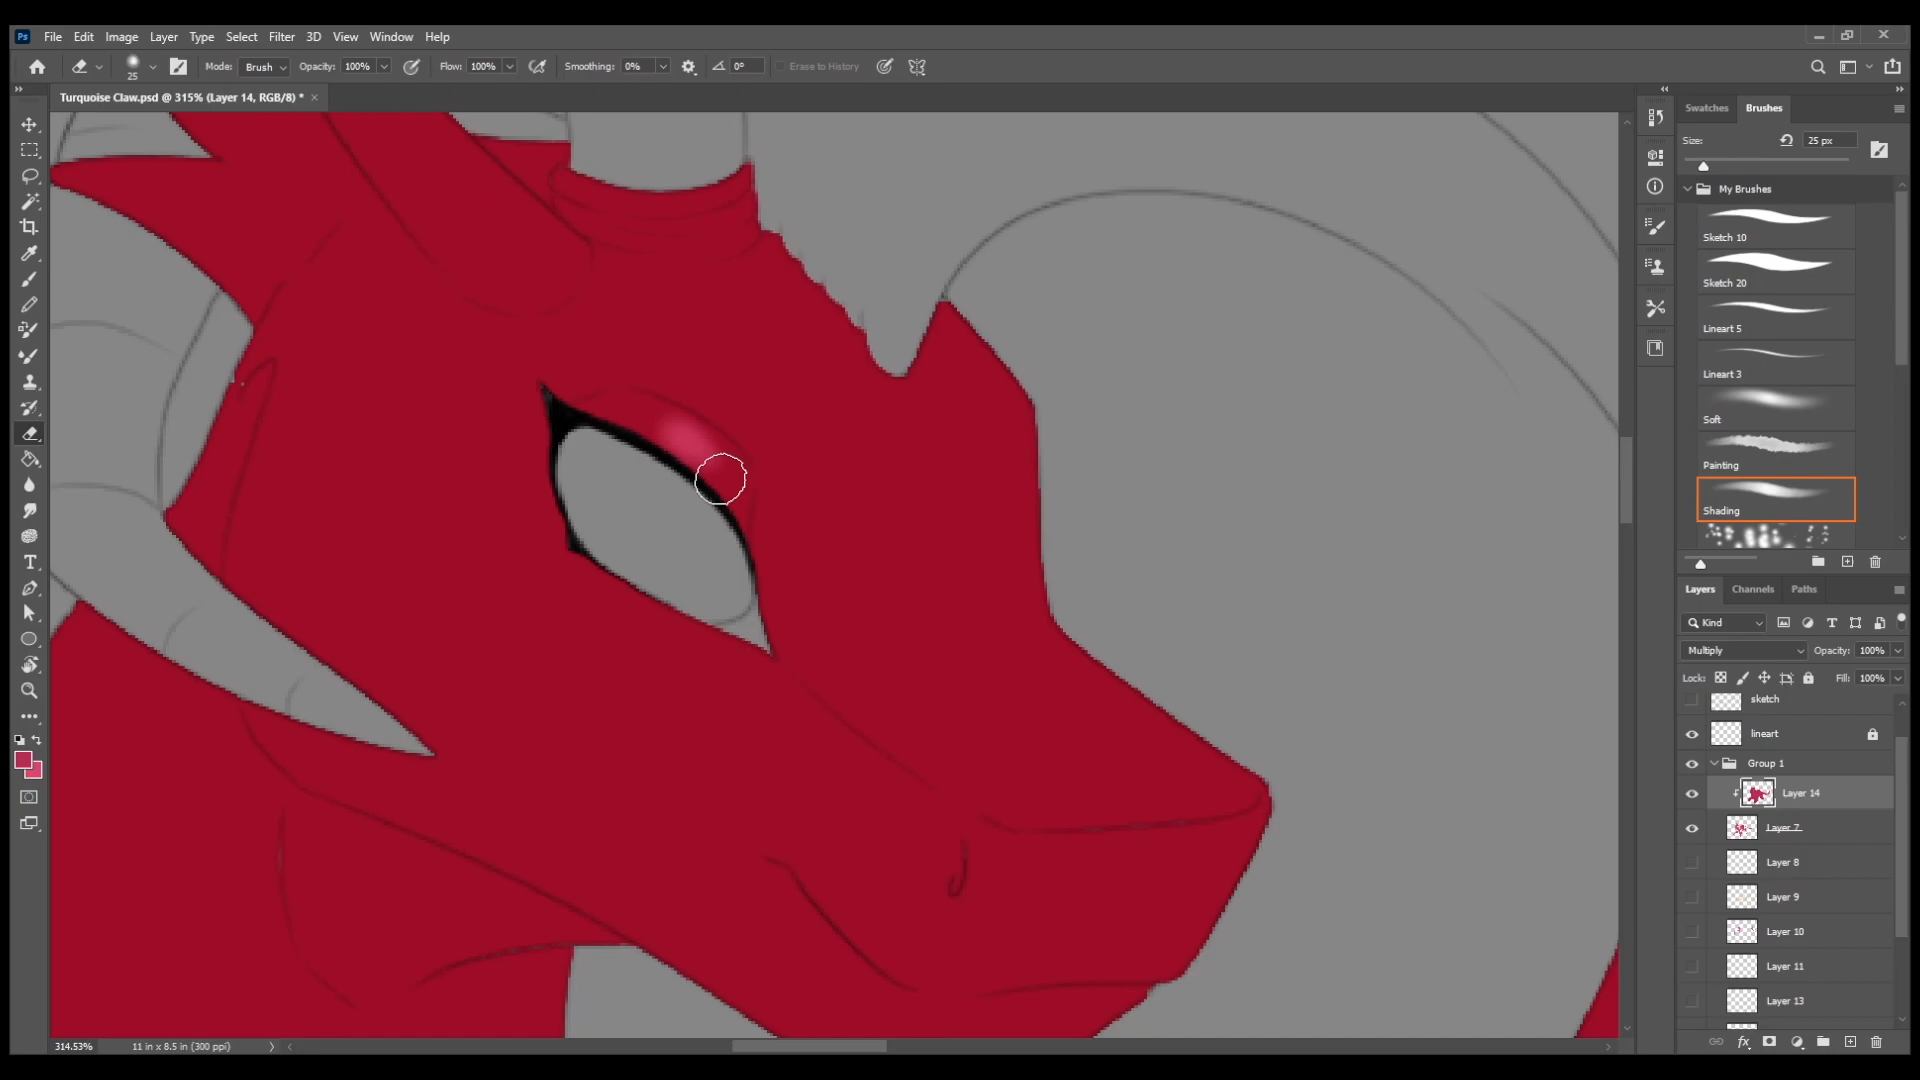 Ps File Edit Image Layer Type Select Filter 3D View Window Help
25 Mode: Brush Opacity: 100% Flow: 100% Smoothing: 0% 0° Erase to History
Turquoise Claw.psd @ 315% (Layer 14, RGB/8) * ×
Swatches Brushes
Size: 25 px
My Brushes
Sketch 10
Sketch 20
Lineart 5
Lineart 3
Soft
Painting
Shading
Layers Channels Paths
Kind
Multiply Opacity: 100%
Lock: Fill: 100%
sketch
lineart
Group 1
Layer 14
Layer 7
Layer 8
Layer 9
Layer 10
Layer 11
Layer 13
314.53% 11 in x 8.5 in (300 ppi)
fx